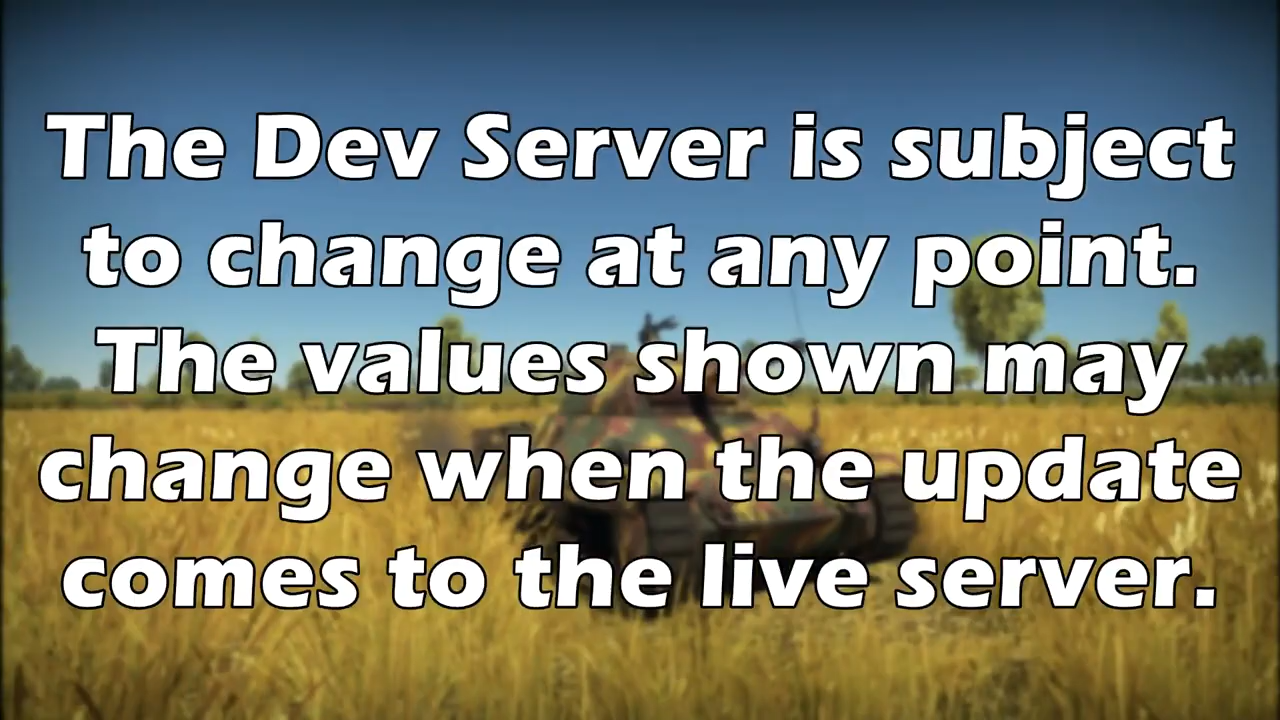 The Dev Server is subject
to change at any point.
The values shown may
change when the update
comes to the live server.